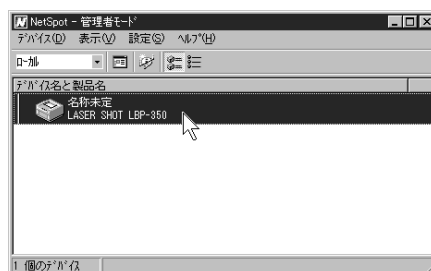 NetSpot - 管理者ﾓｰﾄﾞ
ﾃﾞﾊﾞｲｽ(D) 表示(V) 設定(S) ﾍﾙﾌﾟ(H)
ﾛｰｶﾙ
ﾃﾞﾊﾞｲｽ名と製品名
名称未定
LASER SHOT LBP-350
1 個のﾃﾞﾊﾞｲｽ